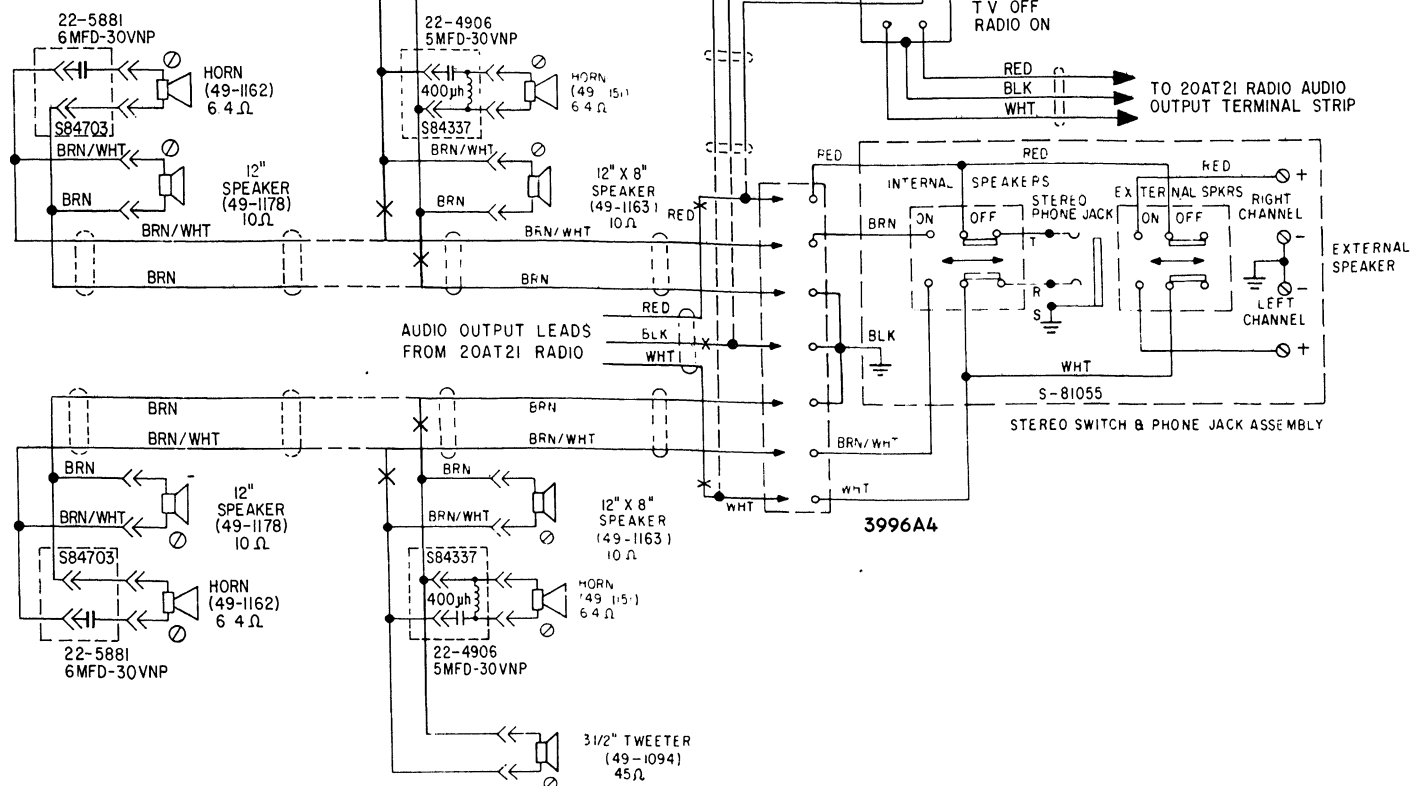 22-5881
6MFD-30VNP
HORN
(49-1162)
6.4Ω
S84703
BRN/WHT
12"
SPEAKER
(49-1178)
10Ω
BRN
BRN/WHT
BRN
22-4906
5MFD-30VNP
400μh
HORN
6 4Ω
S84337
BRN/WHT
12" X 8"
SPEAKER
(49-1163)
10Ω
BRN
BRN/WHT
BRN
TV OFF
RADIO ON
RED
BLK
WHT
TO 20AT21 RADIO AUDIO
OUTPUT TERMINAL STRIP
RED
RED
RED
RED
INTERNAL SPEAKERS
ON
OFF
BRN
STEREO
PHONE JACK
T
R
S
EXTERNAL SPKRS
ON
OFF
+
RIGHT
CHANNEL
-
-
LEFT
CHANNEL
+
EXTERNAL
SPEAKER
RED
BLK
WHT
AUDIO OUTPUT LEADS
FROM 20AT21 RADIO
BLK
WHT
S-81055
STEREO SWITCH & PHONE JACK ASSEMBLY
BRN/WHT
WHT
WHT
3996A4
BRN
BRN/WHT
BRN
BRN/WHT
BRN
12"
SPEAKER
(49-1178)
10Ω
BRN/WHT
S84703
HORN
(49-1162)
6 4Ω
22-5881
6MFD-30VNP
BRN
12" X 8"
SPEAKER
(49-1163)
10Ω
BRN/WHT
S84337
400μh
HORN
6 4Ω
22-4906
5MFD-30VNP
3 1/2" TWEETER
(49-1094)
45Ω